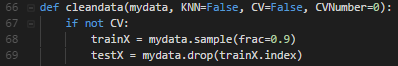 66 def cleandata(mydata, KNN=False, CV=False, CVNumber=0):
67     if not CV:
68         trainX = mydata.sample(frac=0.9)
69         testX = mydata.drop(trainX.index)